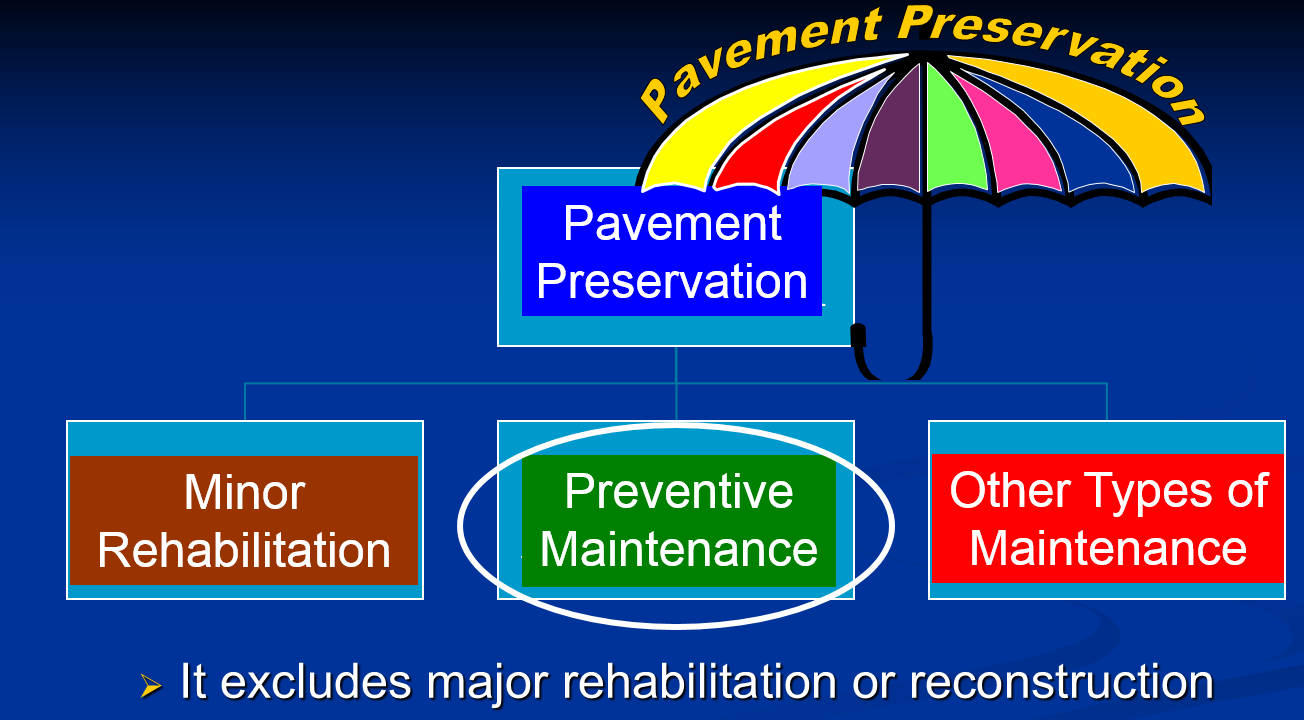 Pavement Preservation
Pavement
Preservation
Minor
Rehabilitation
Preventive
Maintenance
Other Types of
Maintenance
It excludes major rehabilitation or reconstruction